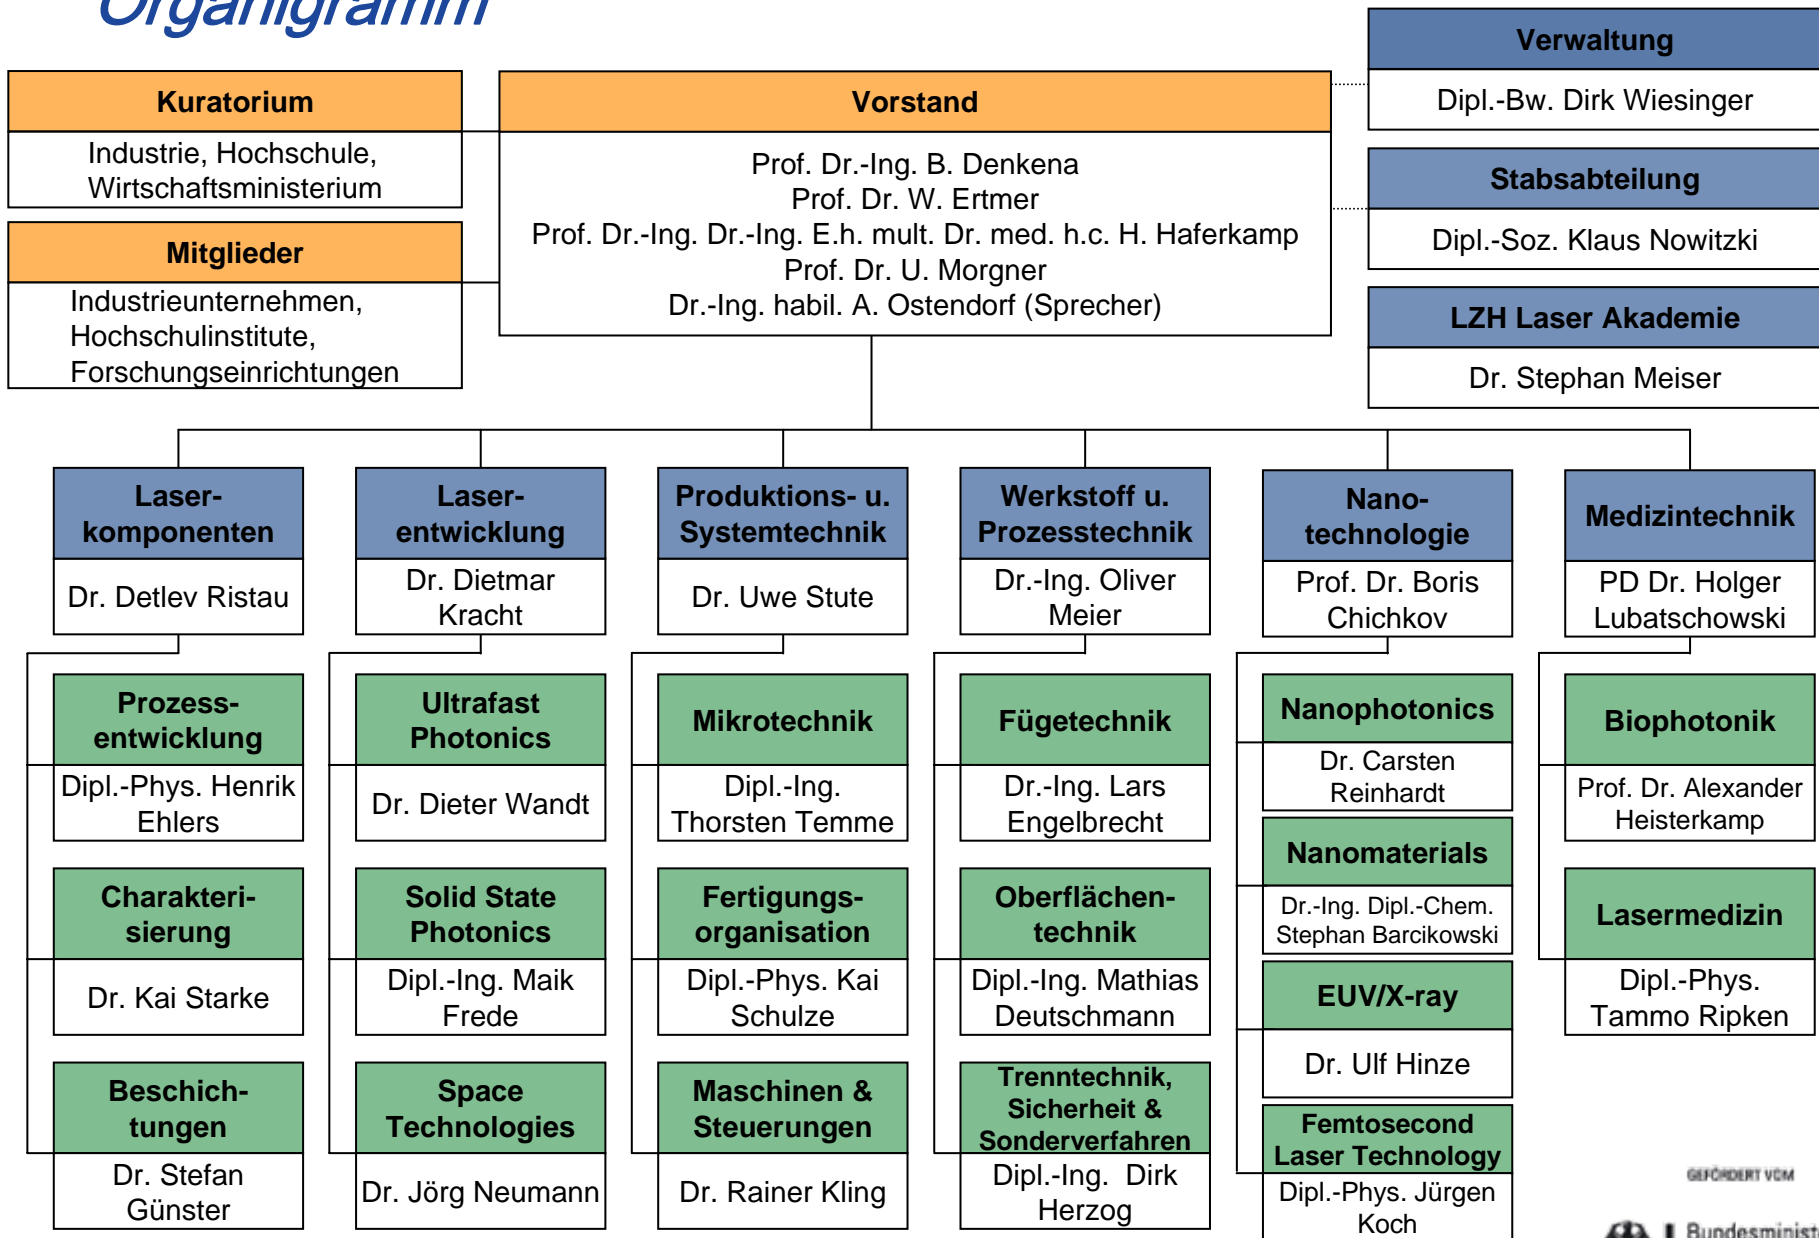 Organigramm
Kuratorium
Industrie, Hochschule,
Wirtschaftsministerium
Mitglieder
Industrieunternehmen,
Hochschulinstitute,
Forschungseinrichtungen
Vorstand
Prof. Dr.-Ing. B. Denkena
Prof. Dr. W. Ertmer
Prof. Dr.-Ing. Dr.-Ing. E.h. mult. Dr. med. h.c. H. Haferkamp
Prof. Dr. U. Morgner
Dr.-Ing. habil. A. Ostendorf (Sprecher)
Verwaltung
Dipl.-Bw. Dirk Wiesinger
Stabsabteilung
Dipl.-Soz. Klaus Nowitzki
LZH Laser Akademie
Dr. Stephan Meiser
Laser-
komponenten
Dr. Detlev Ristau
Prozess-
entwicklung
Dipl.-Phys. Henrik
Ehlers
Charakteri-
sierung
Dr. Kai Starke
Beschich-
tungen
Dr. Stefan
Günster
Laser-
entwicklung
Dr. Dietmar
Kracht
Ultrafast
Photonics
Dr. Dieter Wandt
Solid State
Photonics
Dipl.-Ing. Maik
Frede
Space
Technologies
Dr. Jörg Neumann
Produktions- u.
Systemtechnik
Dr. Uwe Stute
Mikrotechnik
Dipl.-Ing.
Thorsten Temme
Fertigungs-
organisation
Dipl.-Phys. Kai
Schulze
Maschinen &
Steuerungen
Dr. Rainer Kling
Werkstoff u.
Prozesstechnik
Dr.-Ing. Oliver
Meier
Fügetechnik
Dr.-Ing. Lars
Engelbrecht
Oberflächen-
technik
Dipl.-Ing. Mathias
Deutschmann
Trenntechnik,
Sicherheit &
Sonderverfahren
Dipl.-Ing. Dirk
Herzog
Nano-
technologie
Prof. Dr. Boris
Chichkov
Nanophotonics
Dr. Carsten
Reinhardt
Nanomaterials
Dr.-Ing. Dipl.-Chem.
Stephan Barcikowski
EUV/X-ray
Dr. Ulf Hinze
Femtosecond
Laser Technology
Dipl.-Phys. Jürgen
Koch
Medizintechnik
PD Dr. Holger
Lubatschowski
Biophotonik
Prof. Dr. Alexander
Heisterkamp
Lasermedizin
Dipl.-Phys.
Tammo Ripken
GEFÖRDERT VOM